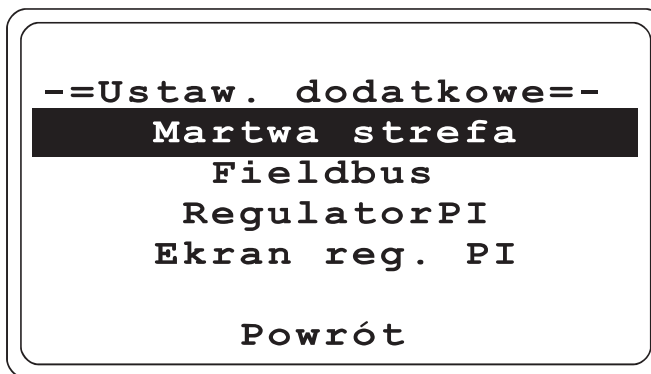 -=Ustaw. dodatkowe=-
Martwa strefa
Fieldbus
RegulatorPI
Ekran reg. PI
Powrót